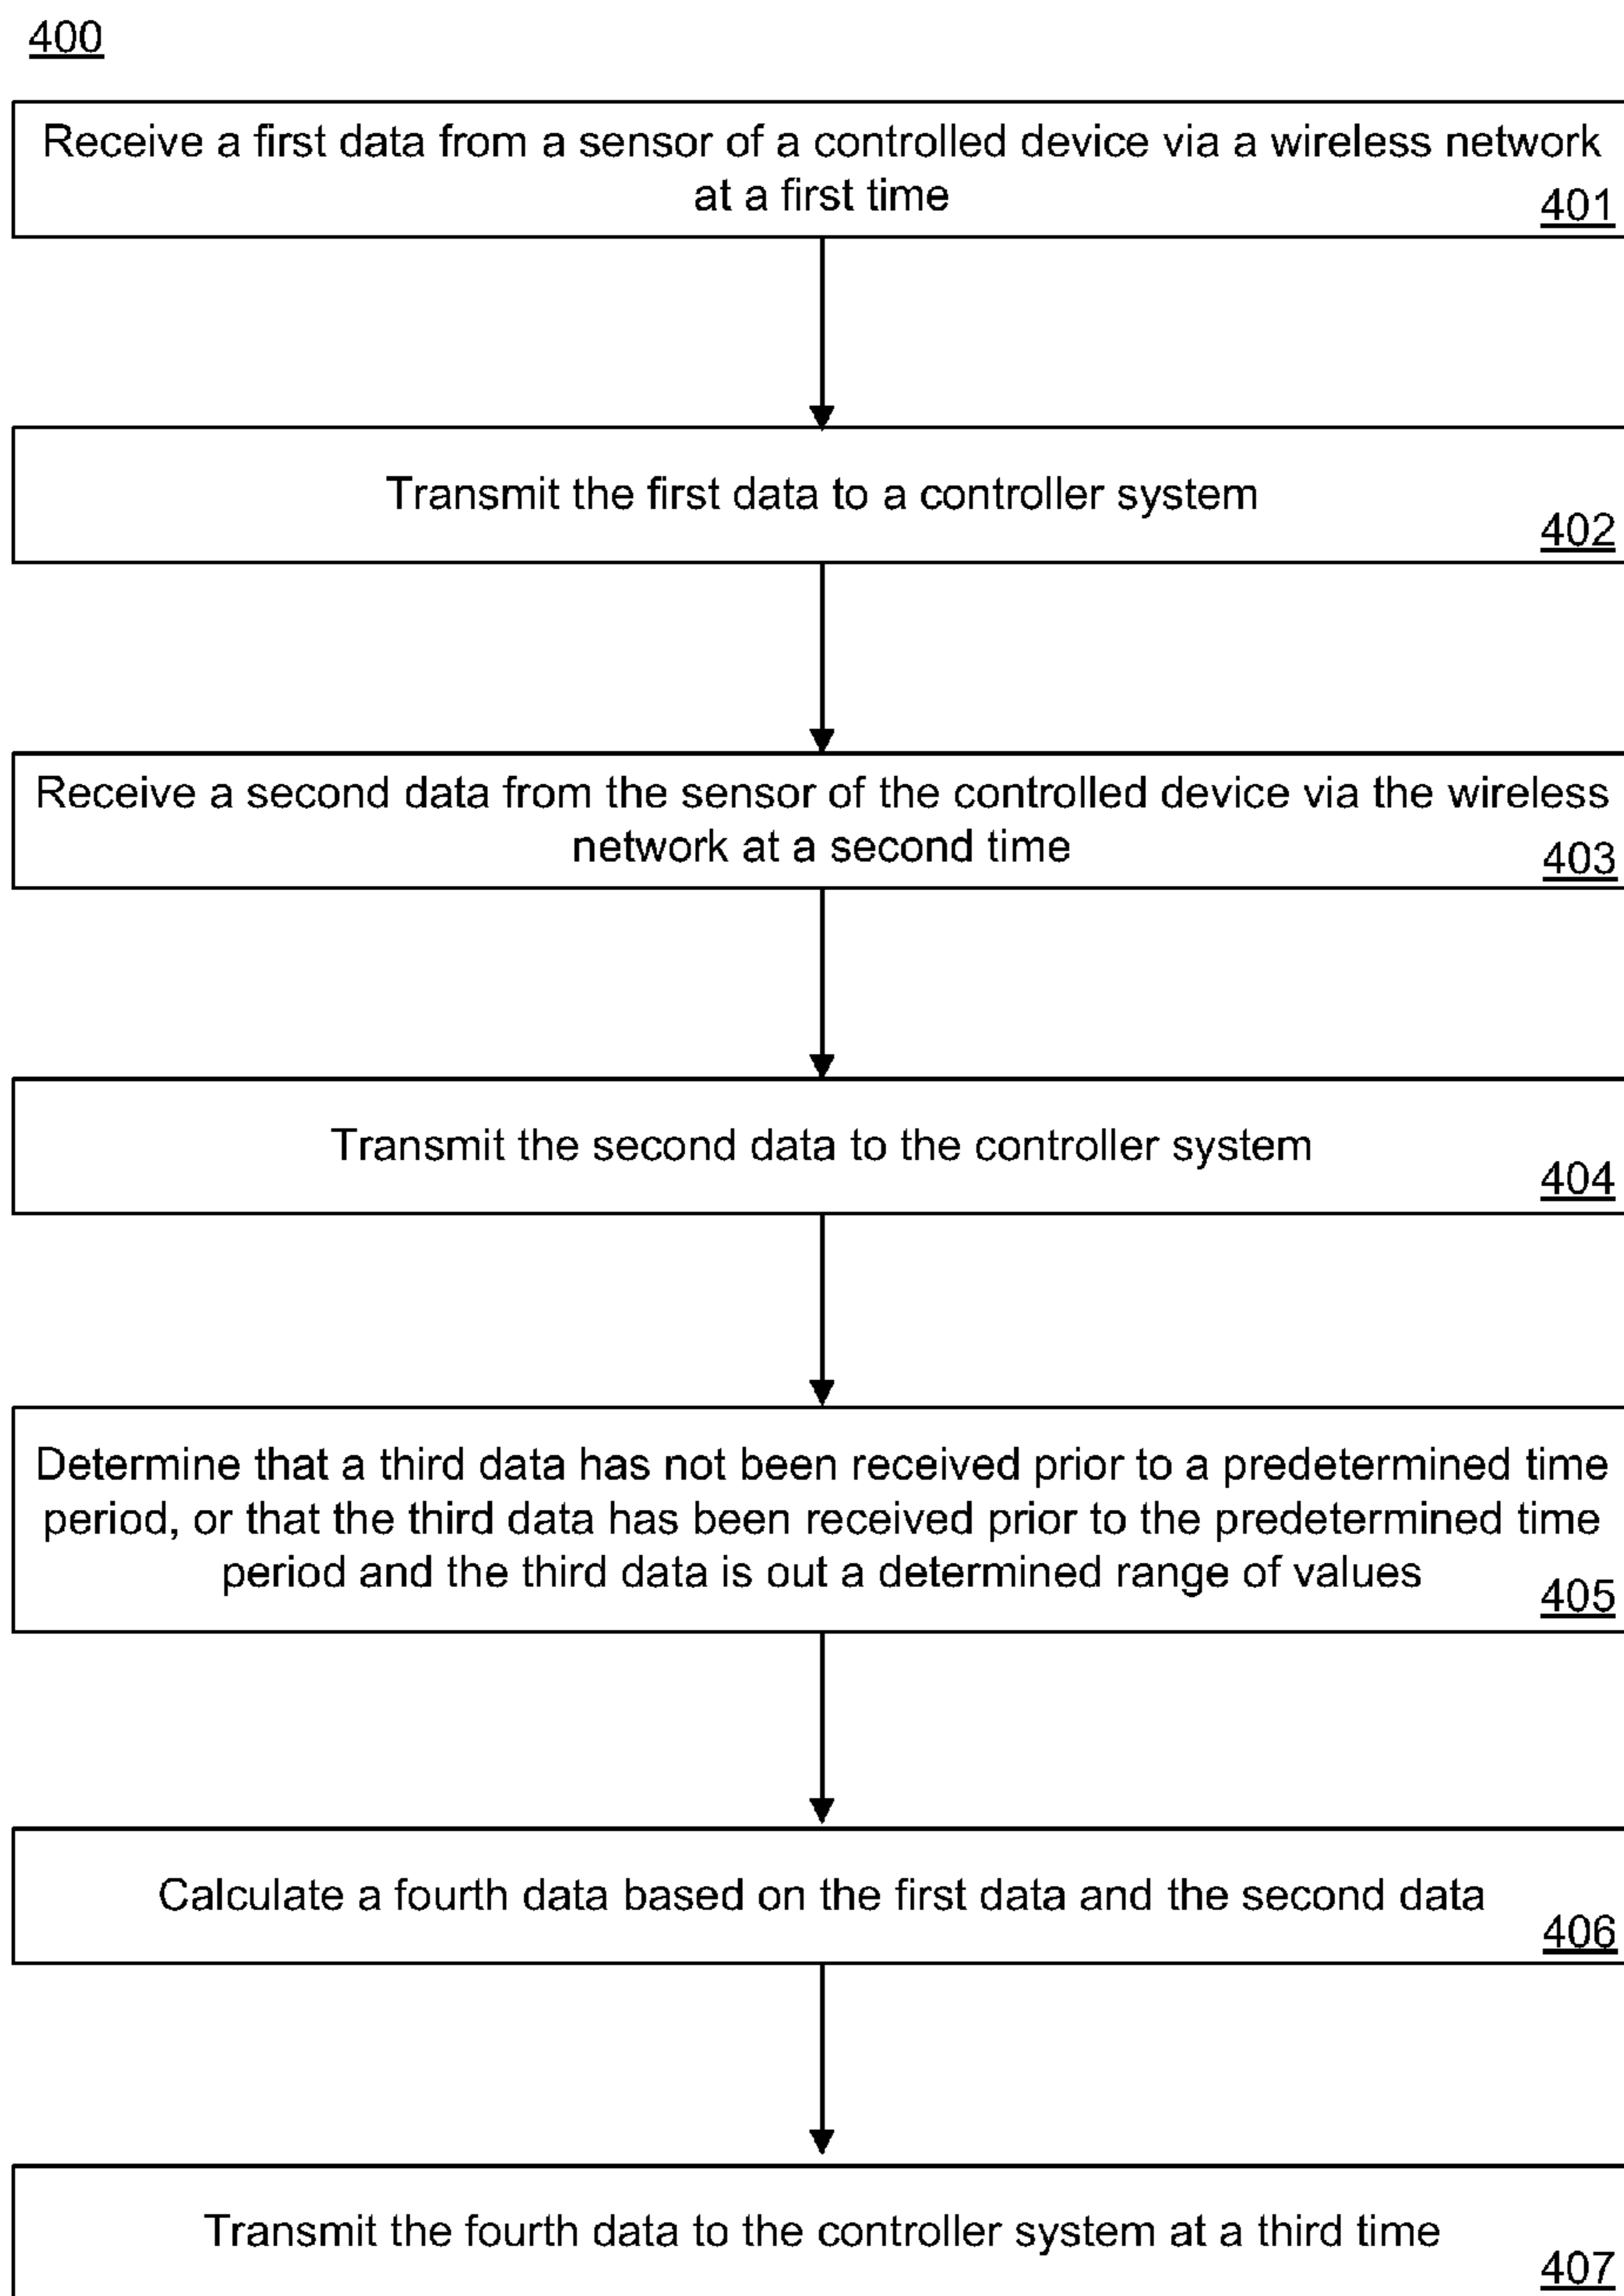 400
Receive a first data from a sensor of a controlled device via a wireless network
at a first time
401
Transmit the first data to a controller system
402
Receive a second data from the sensor of the controlled device via the wireless
network at a second time
403
Transmit the second data to the controller system
404
Determine that a third data has not been received prior to a predetermined time
period, or that the third data has been received prior to the predetermined time
period and the third data is out a determined range of values
405
Calculate a fourth data based on the first data and the second data
406
Transmit the fourth data to the controller system at a third time
407